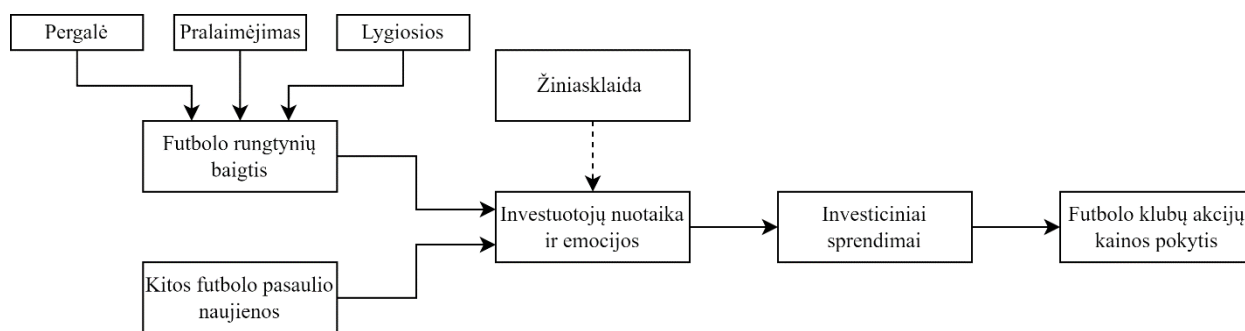 Pergalė
Pralaimėjimas
Lygiosios
Žiniasklaida
Futbolo rungtynių
baigtis
Investuotojų nuotaika
ir emocijos
Investiciniai
sprendimai
Futbolo klubų akcijų
kainos pokytis
Kitos futbolo pasaulio
naujienos